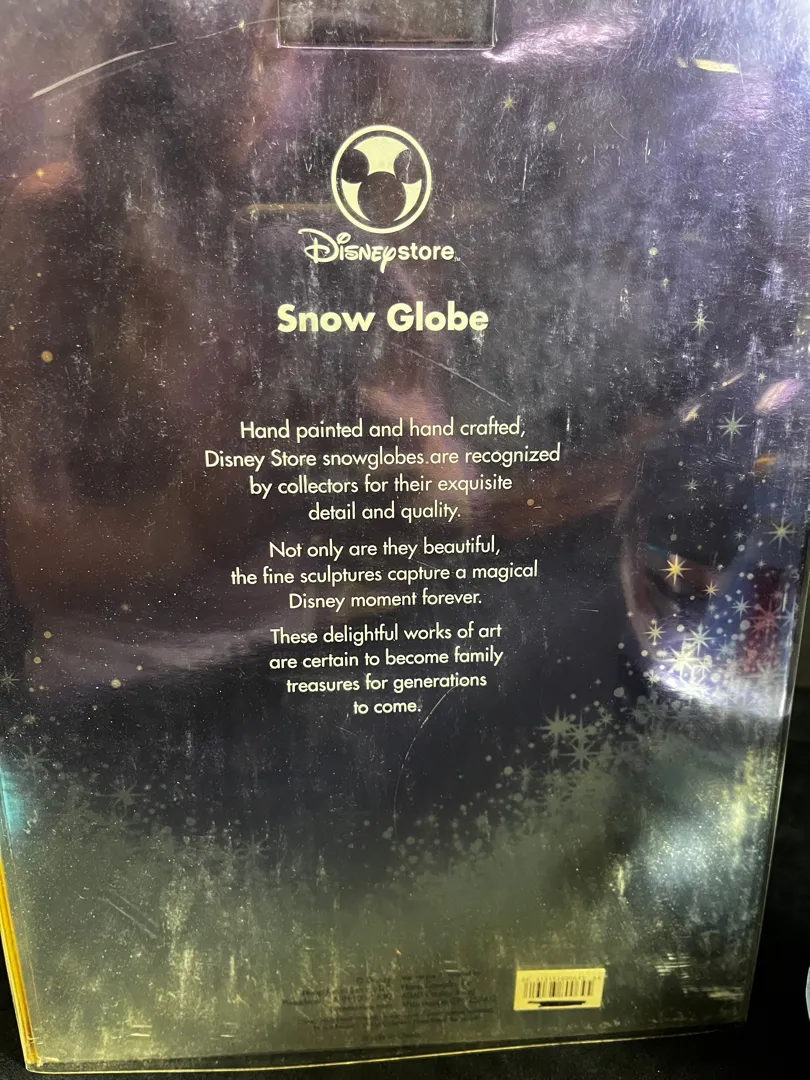 Disney store
Snow Globe
Hand painted and hand crafted,
Disney Store snowglobes are recognized
by collectors for their exquisite
detail and quality.
Not only are they beautiful,
the fine sculptures capture a magical
Disney moment forever.
These delightful works of art
are certain to become family
treasures for generations
to come.